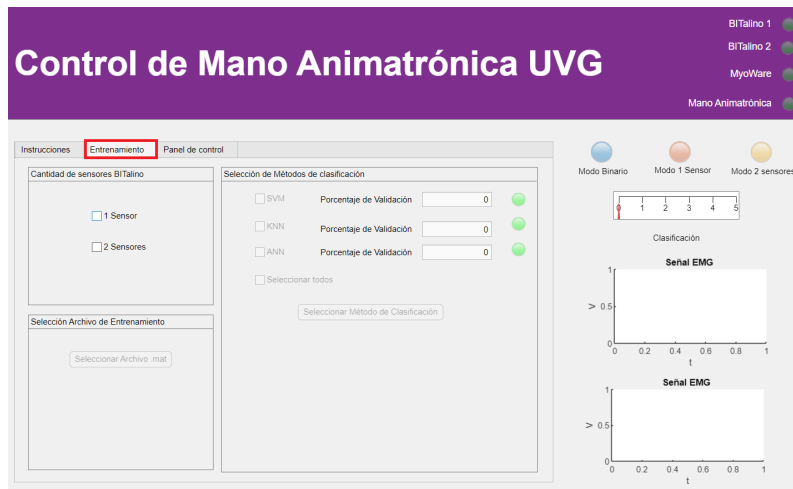 BITalino 1
BITalino 2
Control de Mano Animatrónica UVG
MyoWare
Mano Animatrónica
Instrucciones Entrenamiento Panel de control
Cantidad de sensores BITalino
1 Sensor
2 Sensores
Selección Archivo de Entrenamiento
Seleccionar Archivo .mat
Selección de Métodos de clasificación
SVM Porcentaje de Validación 0
KNN Porcentaje de Validación 0
ANN Porcentaje de Validación 0
Seleccionar todos
Seleccionar Método de Clasificación
Modo Binario Modo 1 Sensor Modo 2 sensores
0 1 2 3 4 5
Clasificación
Señal EMG
1
V 0.5
0
0 0.2 0.4 0.6 0.8 1
t
Señal EMG
1
V 0.5
0
0 0.2 0.4 0.6 0.8 1
t